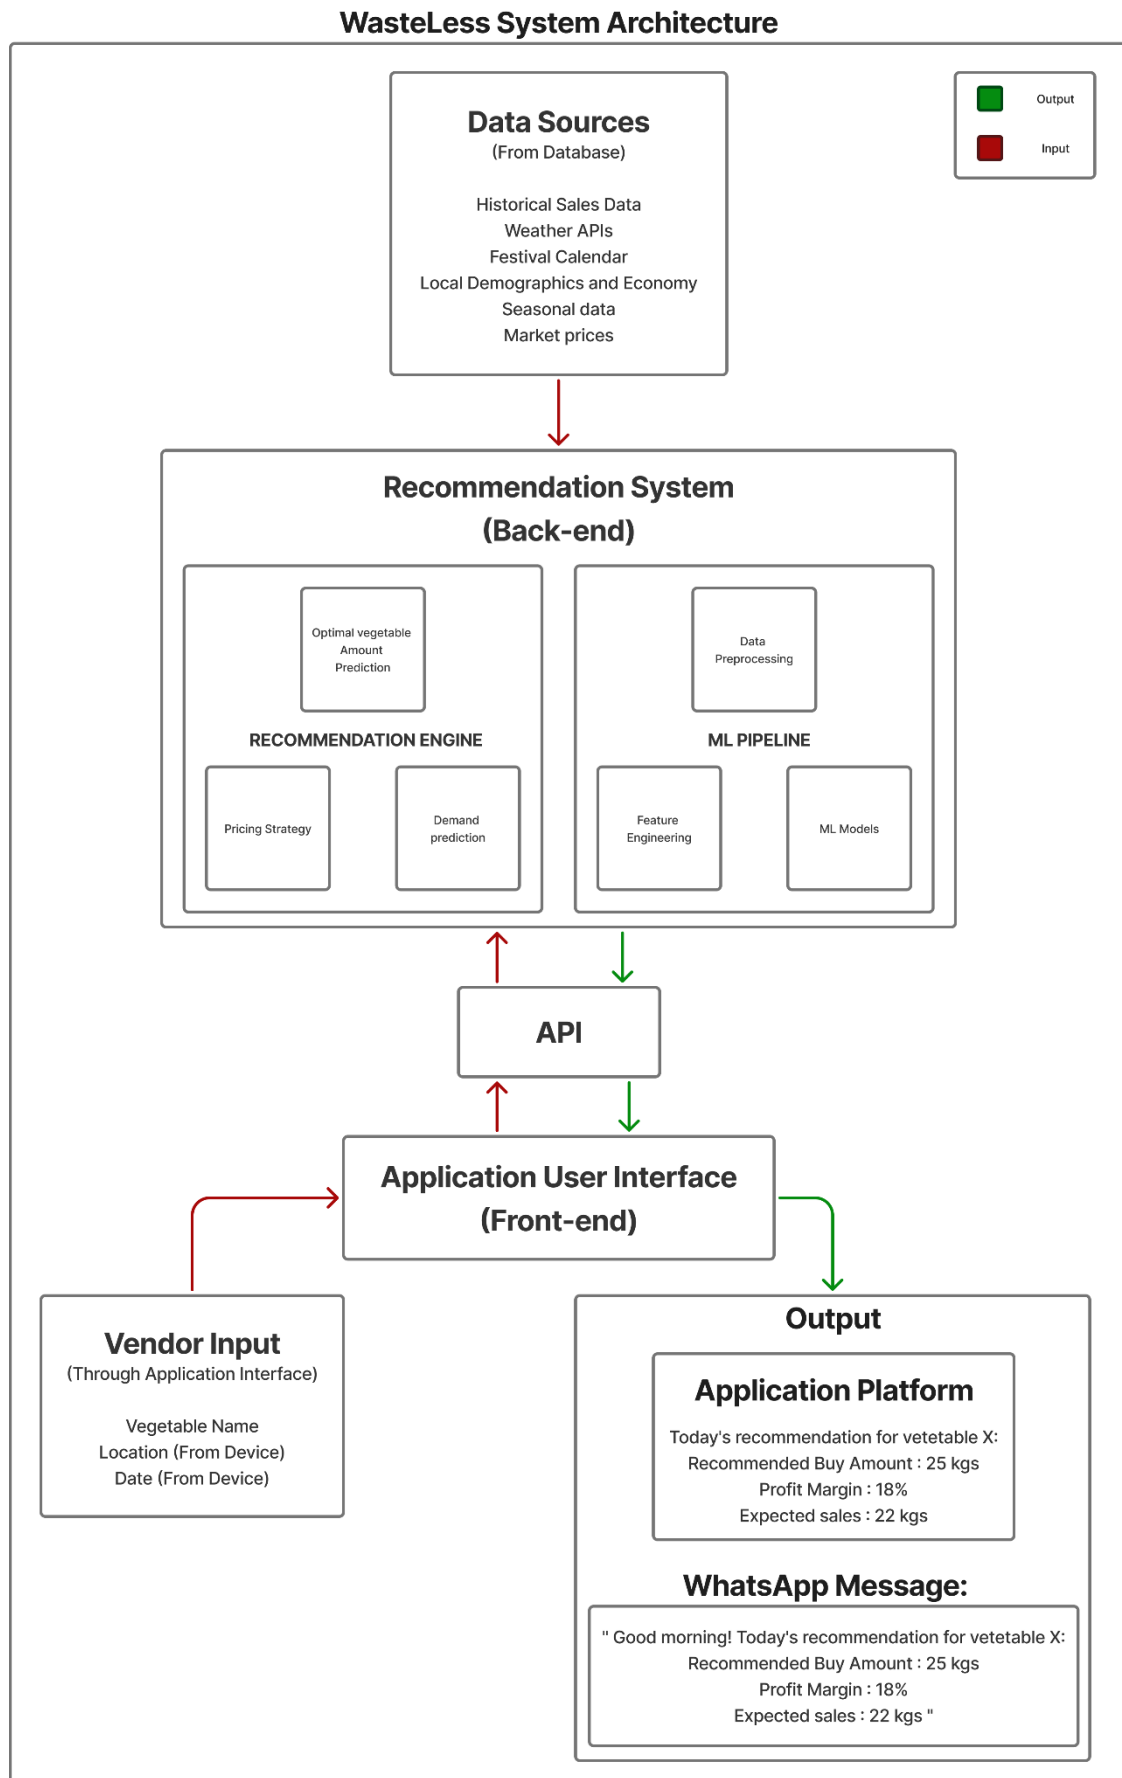 WasteLess System Architecture
Output
Input
Data Sources
(From Database)
Historical Sales Data
Weather APIs
Festival Calendar
Local Demographics and Economy
Seasonal data
Market prices
Recommendation System
(Back-end)
Optimal vegetable
Amount
Prediction
RECOMMENDATION ENGINE
Pricing Strategy
Demand
prediction
Data
Preprocessing
ML PIPELINE
Feature
Engineering
ML Models
API
Application User Interface
(Front-end)
Vendor Input
(Through Application Interface)
Vegetable Name
Location (From Device)
Date (From Device)
Output
Application Platform
Today's recommendation for vetetable X:
Recommended Buy Amount : 25 kgs
Profit Margin : 18%
Expected sales : 22 kgs
WhatsApp Message:
" Good morning! Today's recommendation for vetetable X:
Recommended Buy Amount : 25 kgs
Profit Margin : 18%
Expected sales : 22 kgs "